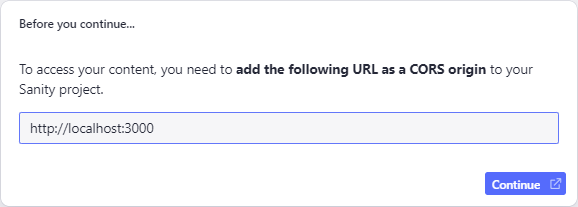 Before you continue...
To access your content, you need to add the following URL as a CORS origin to your
Sanity project.
http://localhost:3000
Continue